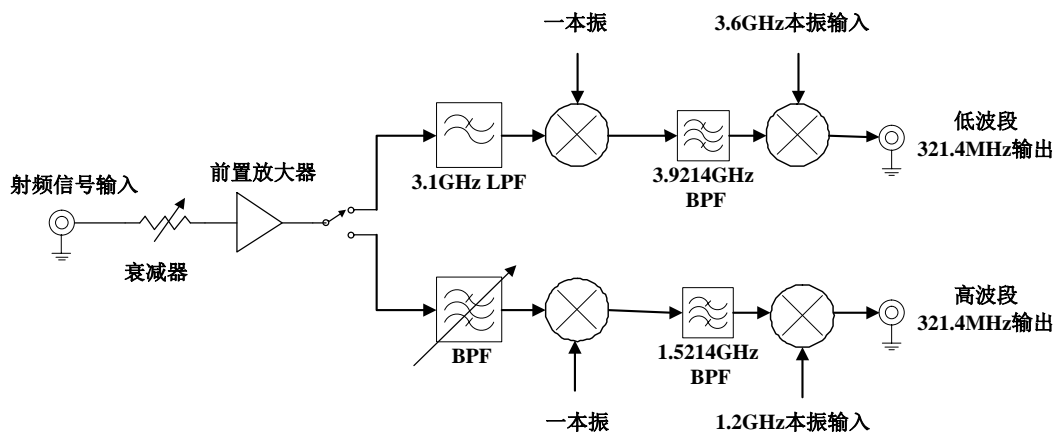 一本振
3.6GHz本振输入
低波段
321.4MHz输出
3.1GHz LPF
3.9214GHz
BPF
射频信号输入
前置放大器
衰减器
高波段
321.4MHz输出
BPF
1.5214GHz
BPF
一本振
1.2GHz本振输入